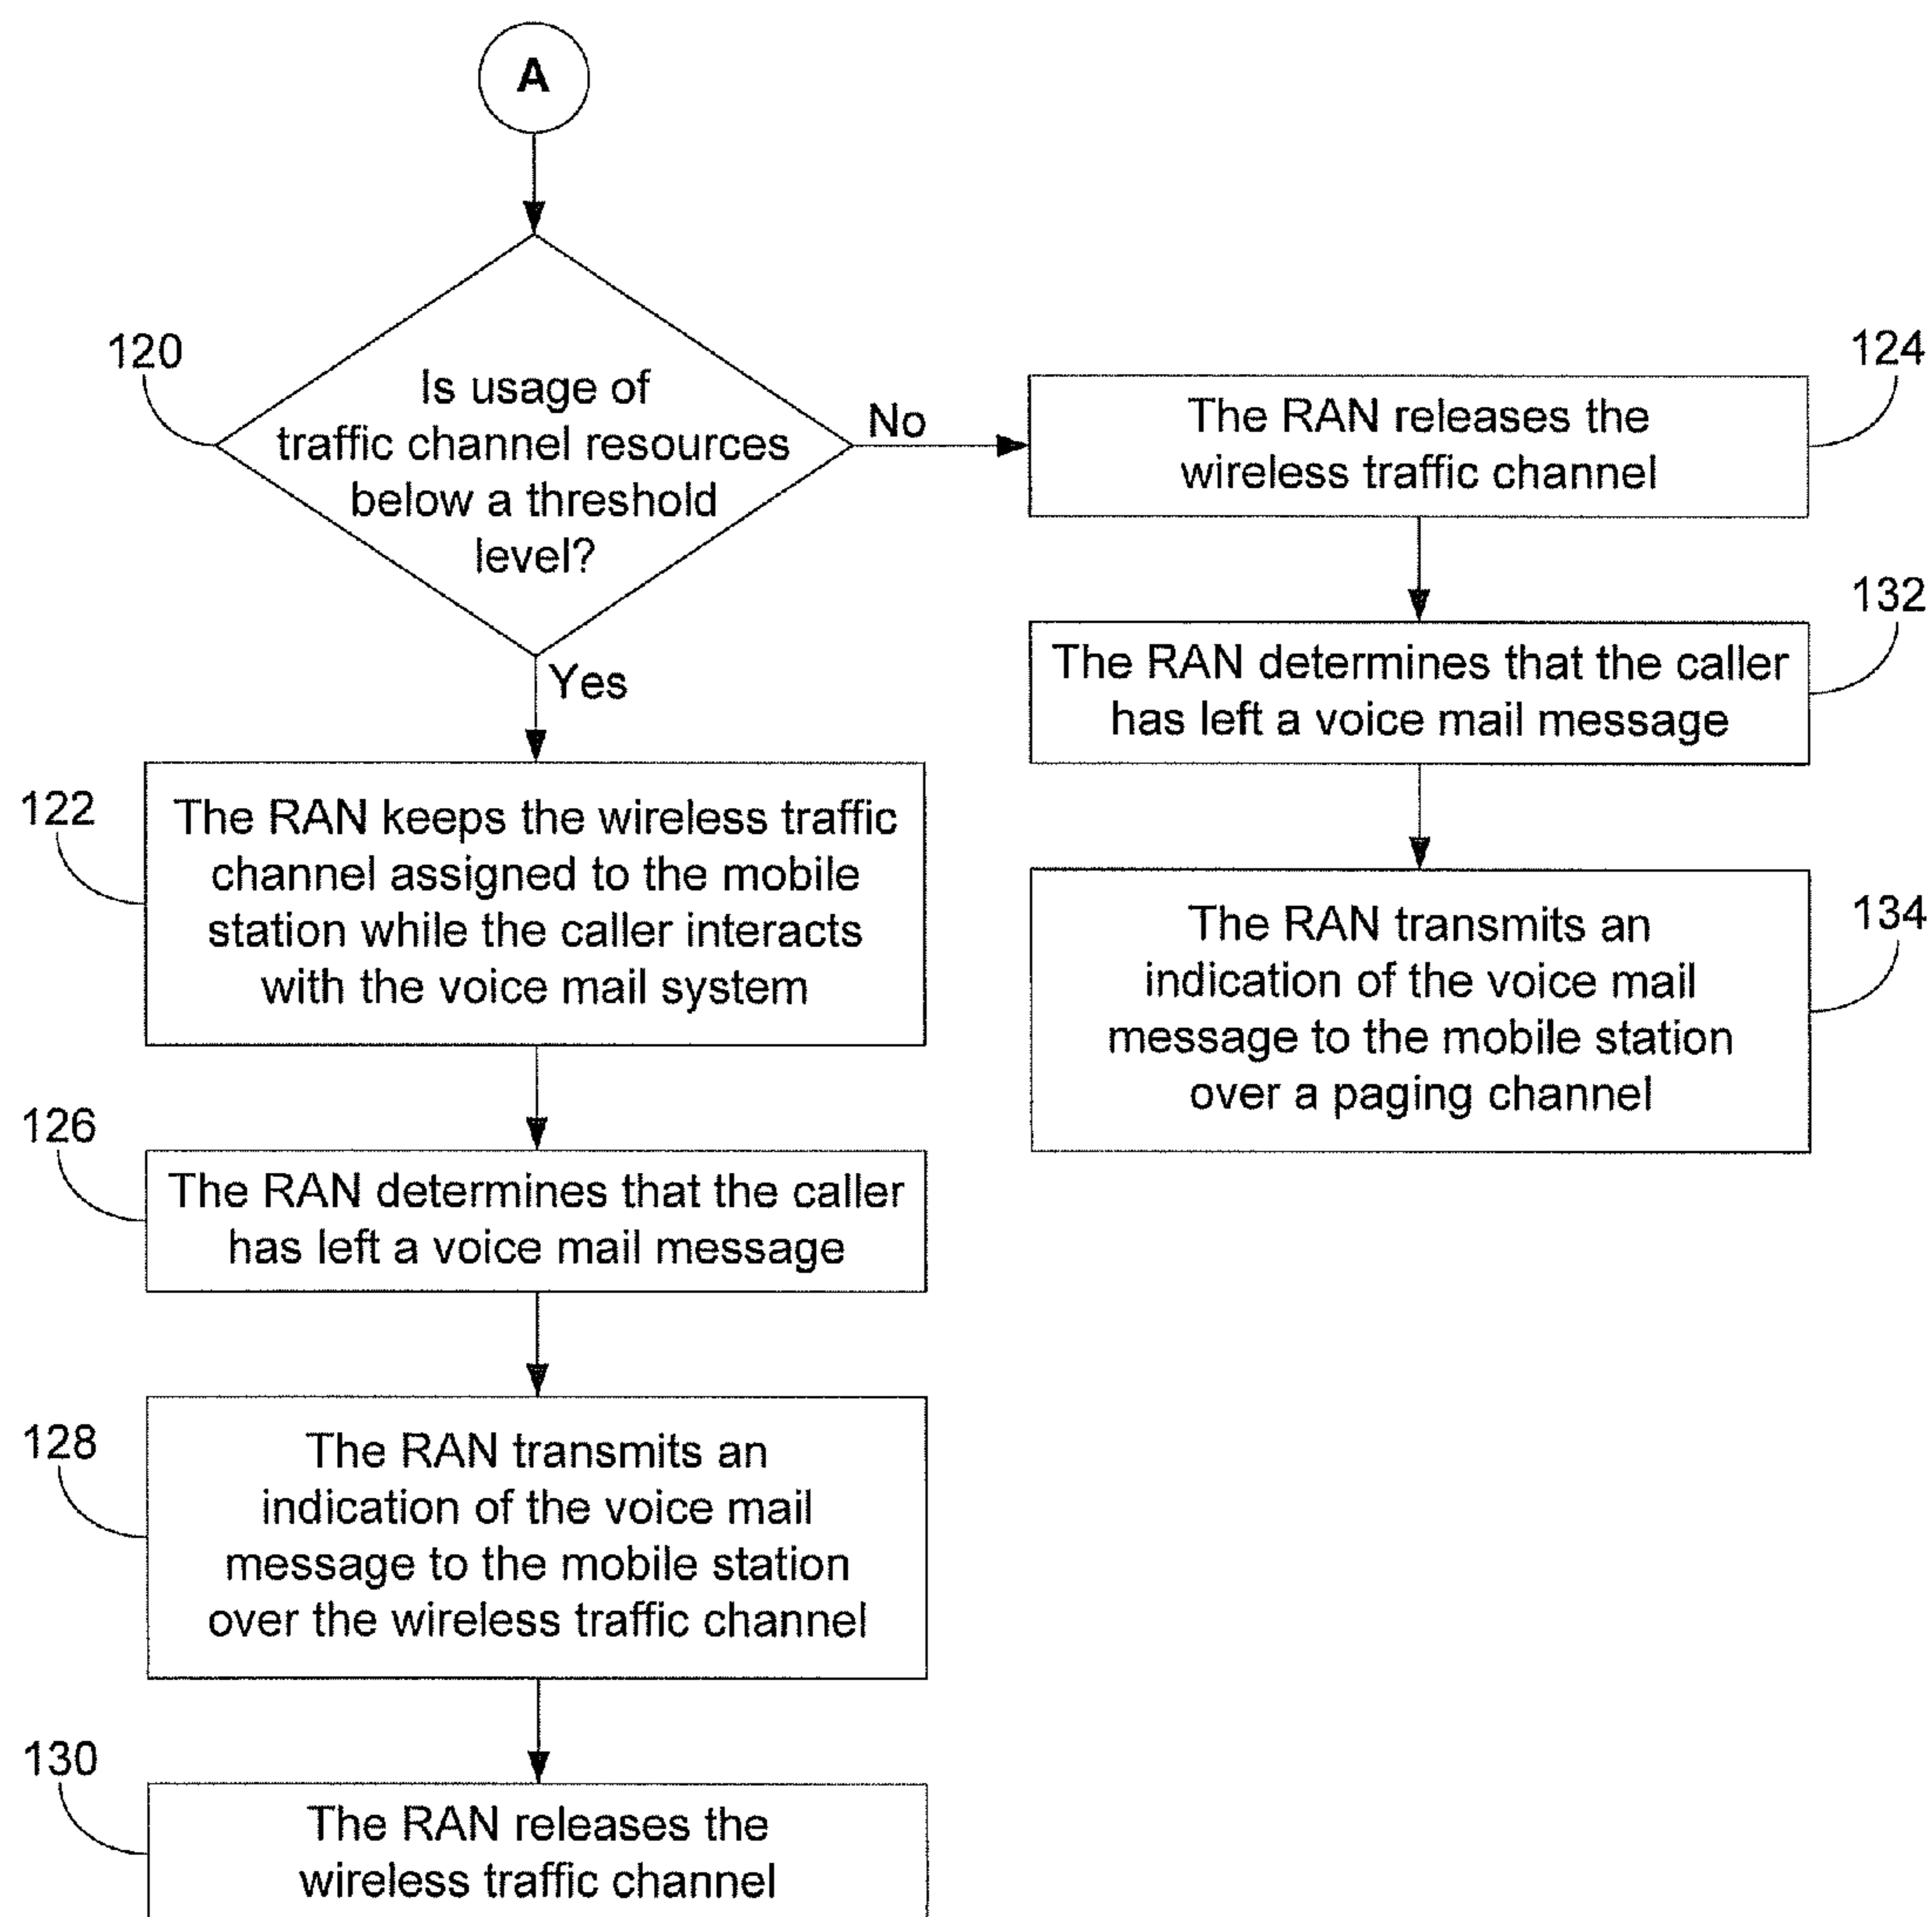 A
120
Is usage of
traffic channel resources
below a threshold
level?
No
Yes
124
The RAN releases the
wireless traffic channel
132
The RAN determines that the caller
has left a voice mail message
134
The RAN transmits an
indication of the voice mail
message to the mobile station
over a paging channel
122
The RAN keeps the wireless traffic
channel assigned to the mobile
station while the caller interacts
with the voice mail system
126
The RAN determines that the caller
has left a voice mail message
128
The RAN transmits an
indication of the voice mail
message to the mobile station
over the wireless traffic channel
130
The RAN releases the
wireless traffic channel